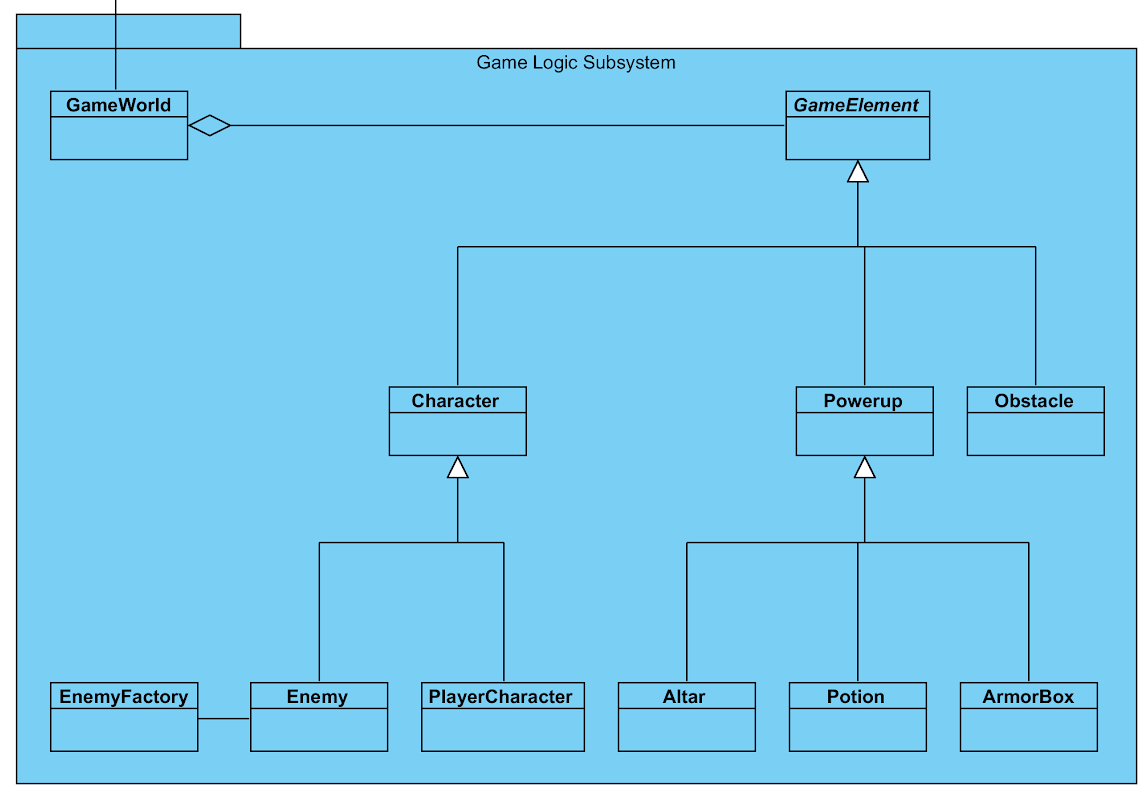 Game Logic Subsystem
GameWorld
GameElement
Character
Powerup
Obstacle
EnemyFactory
Enemy
PlayerCharacter
Altar
Potion
ArmorBox